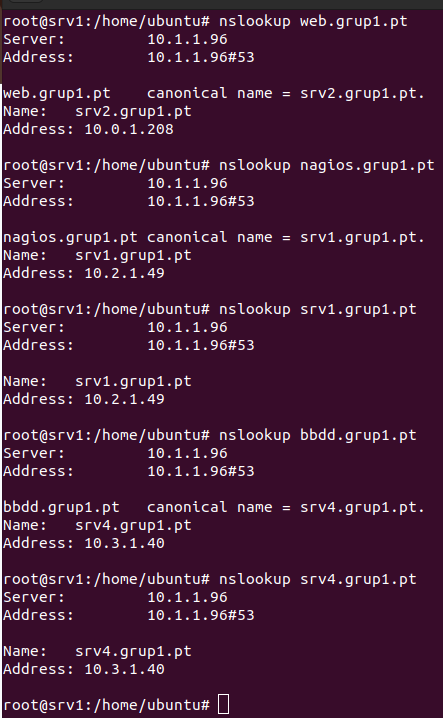 root@srv1:/home/ubuntu# nslookup web.grup1.pt
Server:         10.1.1.96
Address:        10.1.1.96#53

web.grup1.pt    canonical name = srv2.grup1.pt.
Name:   srv2.grup1.pt
Address: 10.0.1.208

root@srv1:/home/ubuntu# nslookup nagios.grup1.pt
Server:         10.1.1.96
Address:        10.1.1.96#53

nagios.grup1.pt canonical name = srv1.grup1.pt.
Name:   srv1.grup1.pt
Address: 10.2.1.49

root@srv1:/home/ubuntu# nslookup srv1.grup1.pt
Server:         10.1.1.96
Address:        10.1.1.96#53

Name:   srv1.grup1.pt
Address: 10.2.1.49

root@srv1:/home/ubuntu# nslookup bbdd.grup1.pt
Server:         10.1.1.96
Address:        10.1.1.96#53

bbdd.grup1.pt   canonical name = srv4.grup1.pt.
Name:   srv4.grup1.pt
Address: 10.3.1.40

root@srv1:/home/ubuntu# nslookup srv4.grup1.pt
Server:         10.1.1.96
Address:        10.1.1.96#53

Name:   srv4.grup1.pt
Address: 10.3.1.40

root@srv1:/home/ubuntu#